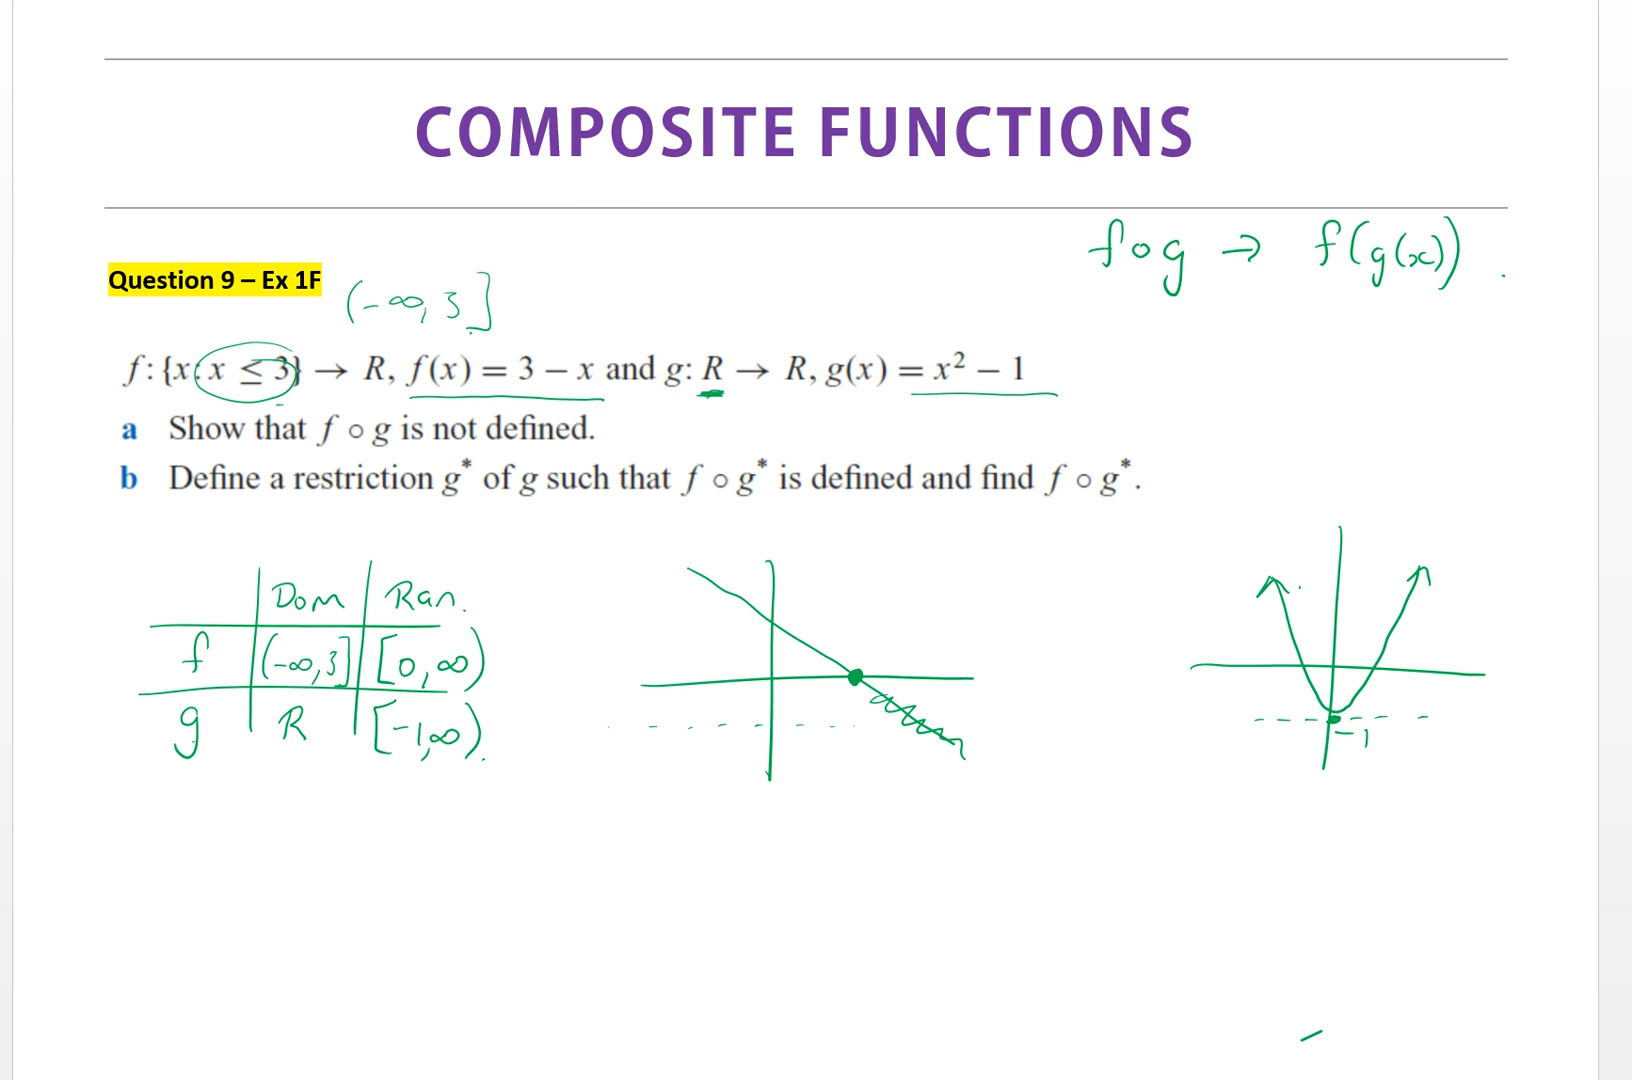 COMPOSITE FUNCTIONS
f∘g → f(g(x))
Question 9 – Ex 1F
(-∞, 3]
f: {x: x ≤ 3} → R, f(x) = 3 − x and g: R → R, g(x) = x² − 1
a Show that f ∘ g is not defined.
b Define a restriction g* of g such that f ∘ g* is defined and find f ∘ g*.
Dom Ran.
f (-∞,3] [0,∞)
g R [-1,∞).
-1